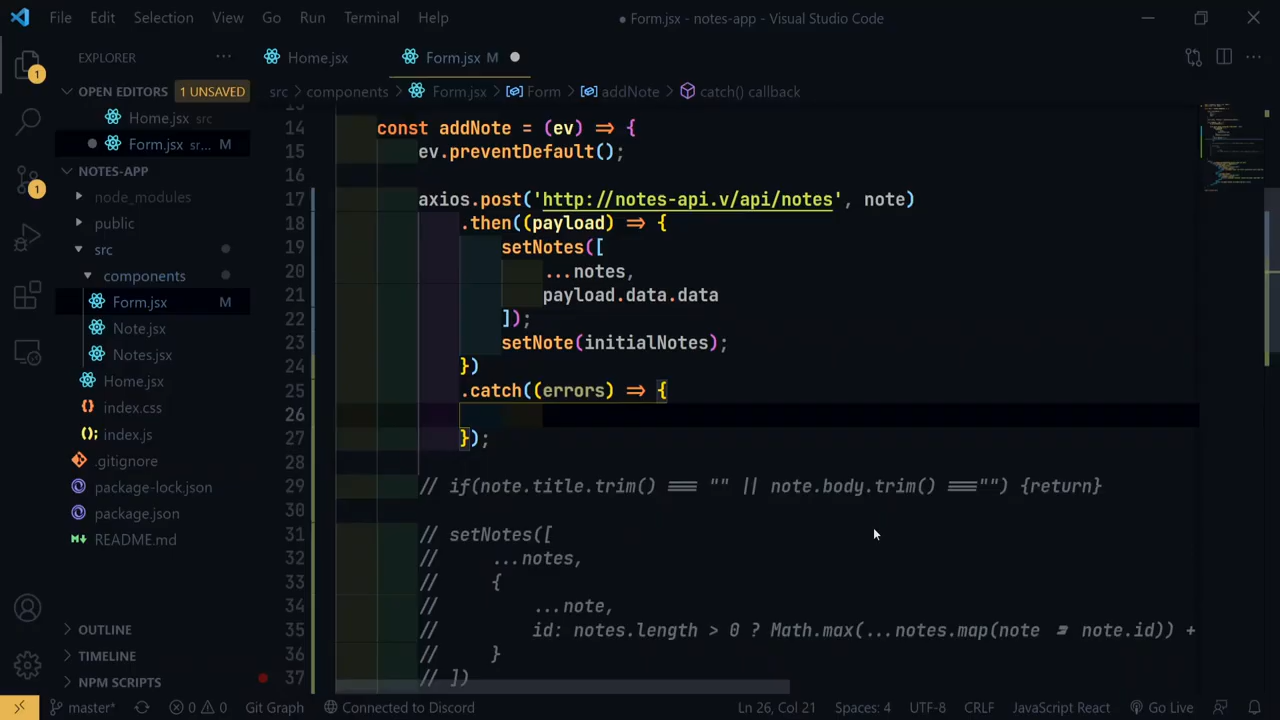 File Edit Selection View Go Run Terminal Help
● Form.jsx - notes-app - Visual Studio Code
EXPLORER ···
Home.jsx
Form.jsx M ●
1
OPEN EDITORS 1 UNSAVED
src > components > Form.jsx > Form > addNote > catch() callback
Home.jsx src
Form.jsx sr... M
NOTES-APP
node_modules
public
src
components
Form.jsx M
Note.jsx
Notes.jsx
Home.jsx
index.css
index.js
.gitignore
package-lock.json
package.json
README.md
OUTLINE
TIMELINE
NPM SCRIPTS
1
14 const addNote = (ev) => {
15 ev.preventDefault();
16
17 axios.post('http://notes-api.v/api/notes', note)
18 .then((payload) => {
19 setNotes([
20 ...notes,
21 payload.data.data
22 ]);
23 setNote(initialNotes);
24 })
25 .catch((errors) => {
26
27 });
28
29 // if(note.title.trim() === "" || note.body.trim() ==="") {return}
30
31 // setNotes([
32 // ...notes,
33 // {
34 // ...note,
35 // id: notes.length > 0 ? Math.max(...notes.map(note => note.id)) +
36 // }
37 // ])
master* 0 0 Git Graph Connected to Discord Ln 26, Col 21 Spaces: 4 UTF-8 CRLF JavaScript React Go Live